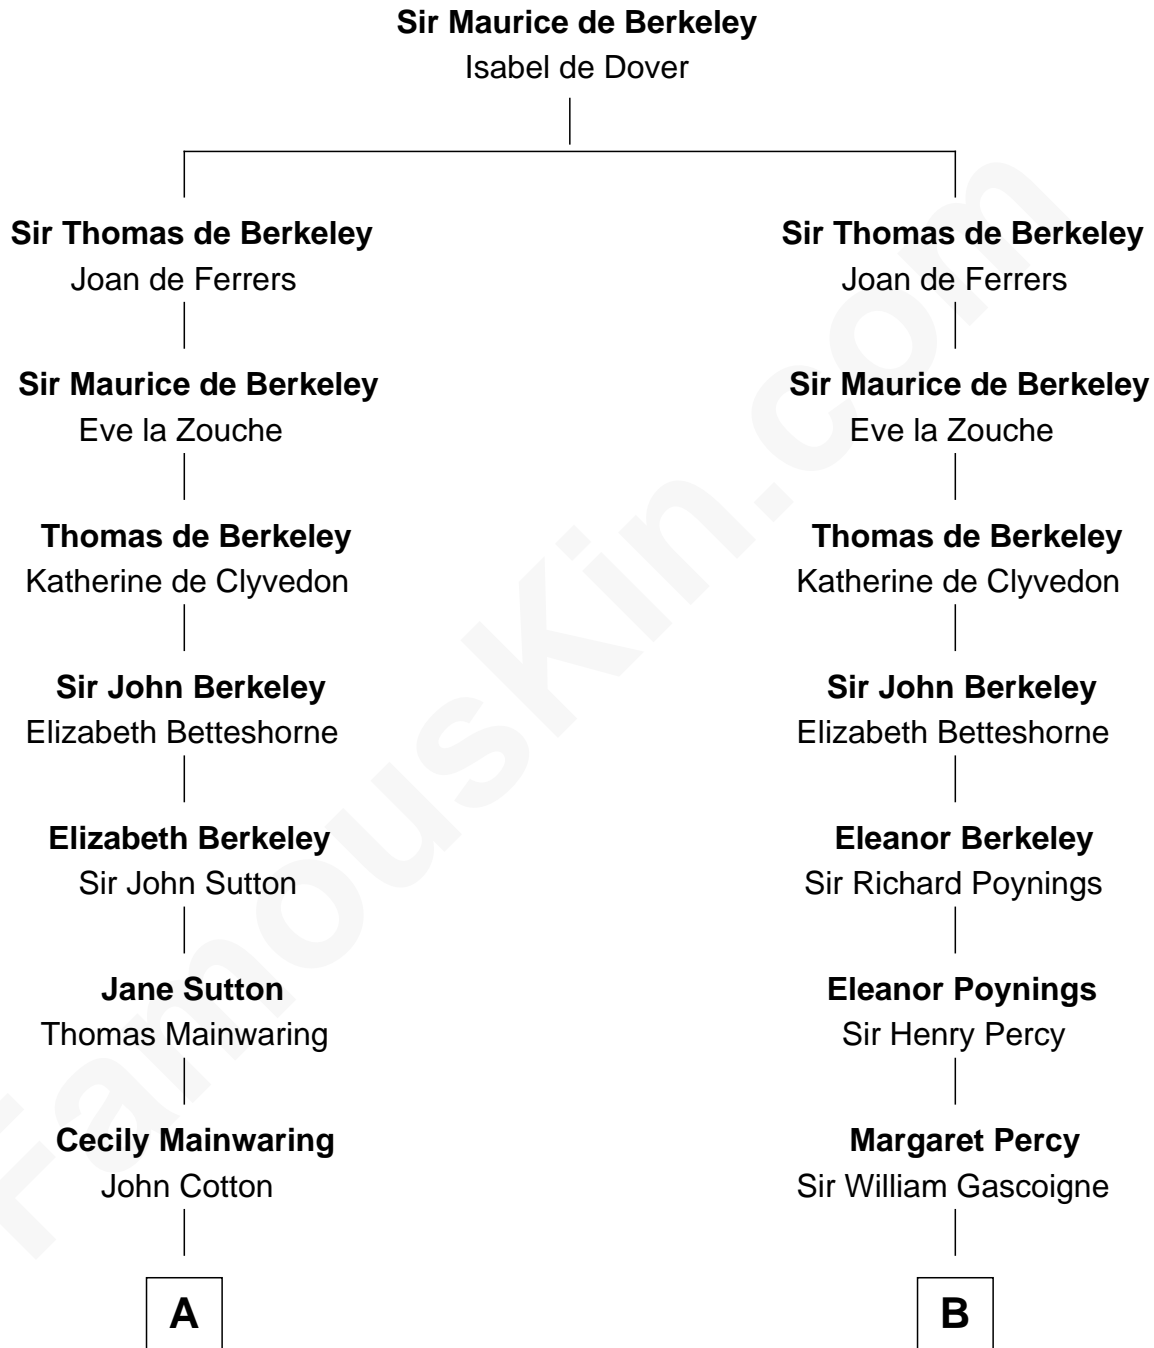 Sir Maurice de Berkeley
Isabel de Dover
Sir Thomas de Berkeley
Joan de Ferrers
Sir Maurice de Berkeley
Eve la Zouche
Thomas de Berkeley
Katherine de Clyvedon
Sir John Berkeley
Elizabeth Betteshorne
Elizabeth Berkeley
Sir John Sutton
Jane Sutton
Thomas Mainwaring
Cecily Mainwaring
John Cotton
A
Sir Thomas de Berkeley
Joan de Ferrers
Sir Maurice de Berkeley
Eve la Zouche
Thomas de Berkeley
Katherine de Clyvedon
Sir John Berkeley
Elizabeth Betteshorne
Eleanor Berkeley
Sir Richard Poynings
Eleanor Poynings
Sir Henry Percy
Margaret Percy
Sir William Gascoigne
B
FamousKin.com